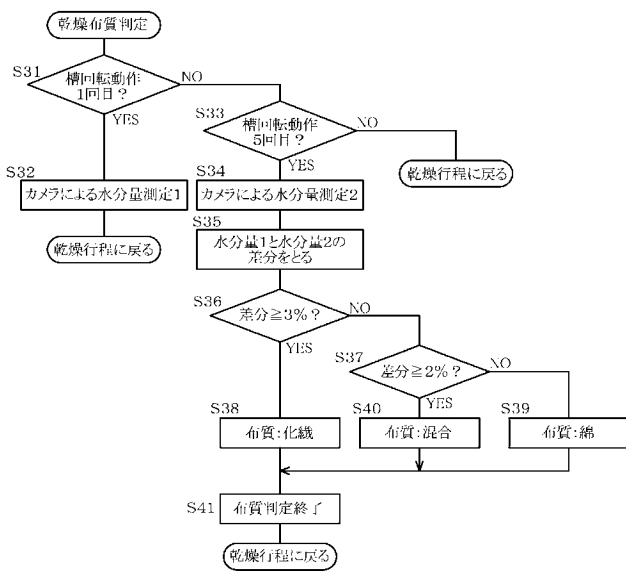 乾燥布質判定
S31
槽回転動作
1回目？
NO
YES
S33
槽回転動作
5回目？
NO
YES
S32
カメラによる水分量測定1
S34
カメラによる水分量測定2
乾燥行程に戻る
乾燥行程に戻る
S35
水分量1と水分量2の
差分をとる
S36
差分≧3％？
NO
YES
S37
差分≧2％？
NO
YES
S38
布質：化繊
S40
布質：混合
S39
布質：綿
S41
布質判定終了
乾燥行程に戻る